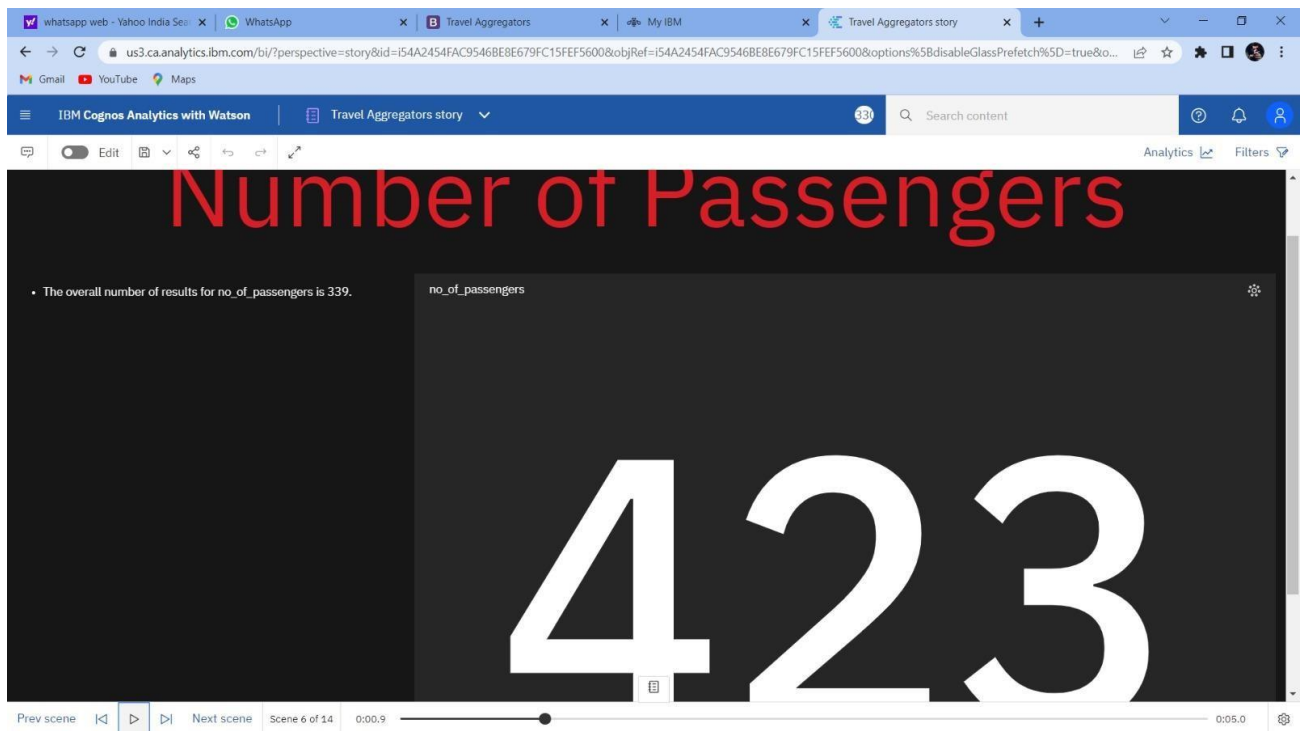 whatsapp web - Yahoo India Sea
WhatsApp
Travel Aggregators
My IBM
Travel Aggregators story
us3.ca.analytics.ibm.com/bi/?perspective=story&id=i54A2454FAC9546BE8E679FC15FEF5600&objRef=i54A2454FAC9546BE8E679FC15FEF5600&options%5BdisableGlassPrefetch%5D=true&o...
Gmail
YouTube
Maps
IBM Cognos Analytics with Watson
Travel Aggregators story
330
Search content
Edit
Analytics
Filters
Number of Passengers
• The overall number of results for no_of_passengers is 339.
no_of_passengers
423
Prev scene
Next scene
Scene 6 of 14
0:00.9
0:05.0